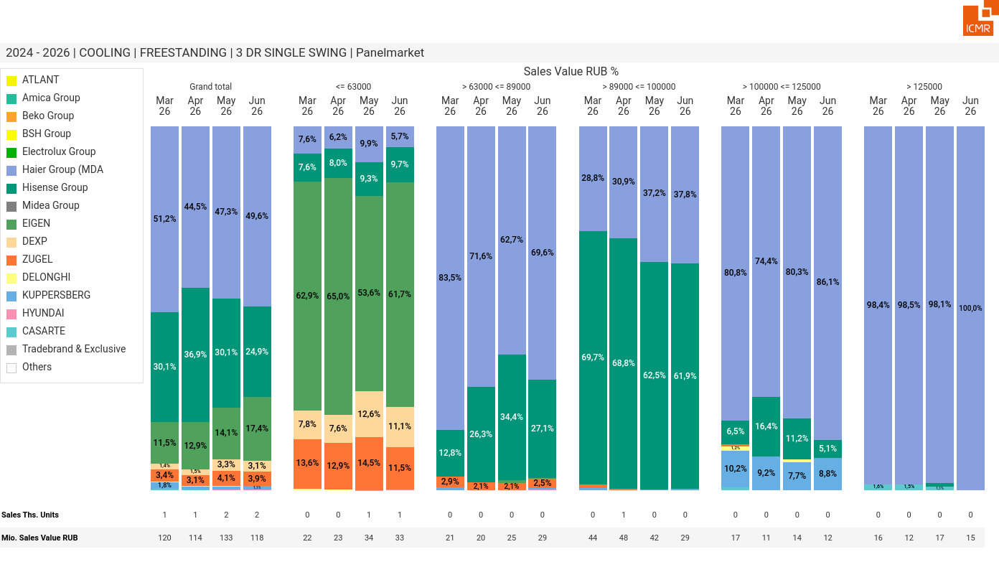 ICMR
2024 - 2026 | COOLING | FREESTANDING | 3 DR SINGLE SWING | Panelmarket
ATLANT
Amica Group
Beko Group
BSH Group
Electrolux Group
Haier Group (MDA
Hisense Group
Midea Group
EIGEN
DEXP
ZUGEL
DELONGHI
KUPPERSBERG
HYUNDAI
CASARTE
Tradebrand & Exclusive
Others
Sales Value RUB %
Grand total <= 63000 > 63000 <= 89000 > 89000 <= 100000 > 100000 <= 125000 > 125000
Mar Apr May Jun Mar Apr May Jun Mar Apr May Jun Mar Apr May Jun Mar Apr May Jun Mar Apr May Jun
26 26 26 26 26 26 26 26 26 26 26 26 26 26 26 26 26 26 26 26 26 26 26 26
51,2% 44,5% 47,3% 49,6%
30,1% 36,9% 30,1% 24,9%
11,5% 12,9% 14,1% 17,4%
1,4% 1,5% 3,3% 3,1%
3,4% 3,1% 4,1% 3,9%
1,8% 1,1%
7,6% 6,2% 9,9% 5,7%
7,6% 8,0% 9,3% 9,7%
62,9% 65,0% 53,6% 61,7%
7,8% 7,6% 12,6% 11,1%
13,6% 12,9% 14,5% 11,5%
83,5% 71,6% 62,7% 69,6%
12,8% 26,3% 34,4% 27,1%
2,9% 2,1% 2,1% 2,5%
28,8% 30,9% 37,2% 37,8%
69,7% 68,8% 62,5% 61,9%
80,8% 74,4% 80,3% 86,1%
6,5% 16,4% 11,2% 5,1%
1,2%
10,2% 9,2% 7,7% 8,8%
98,4% 98,5% 98,1% 100,0%
1,6% 1,5% 1,1%
Sales Ths. Units 1 1 2 2 0 0 1 1 0 0 0 0 0 1 0 0 0 0 0 0 0 0 0 0
Mio. Sales Value RUB 120 114 133 118 22 23 34 33 21 20 25 29 44 48 42 29 17 11 14 12 16 12 17 15